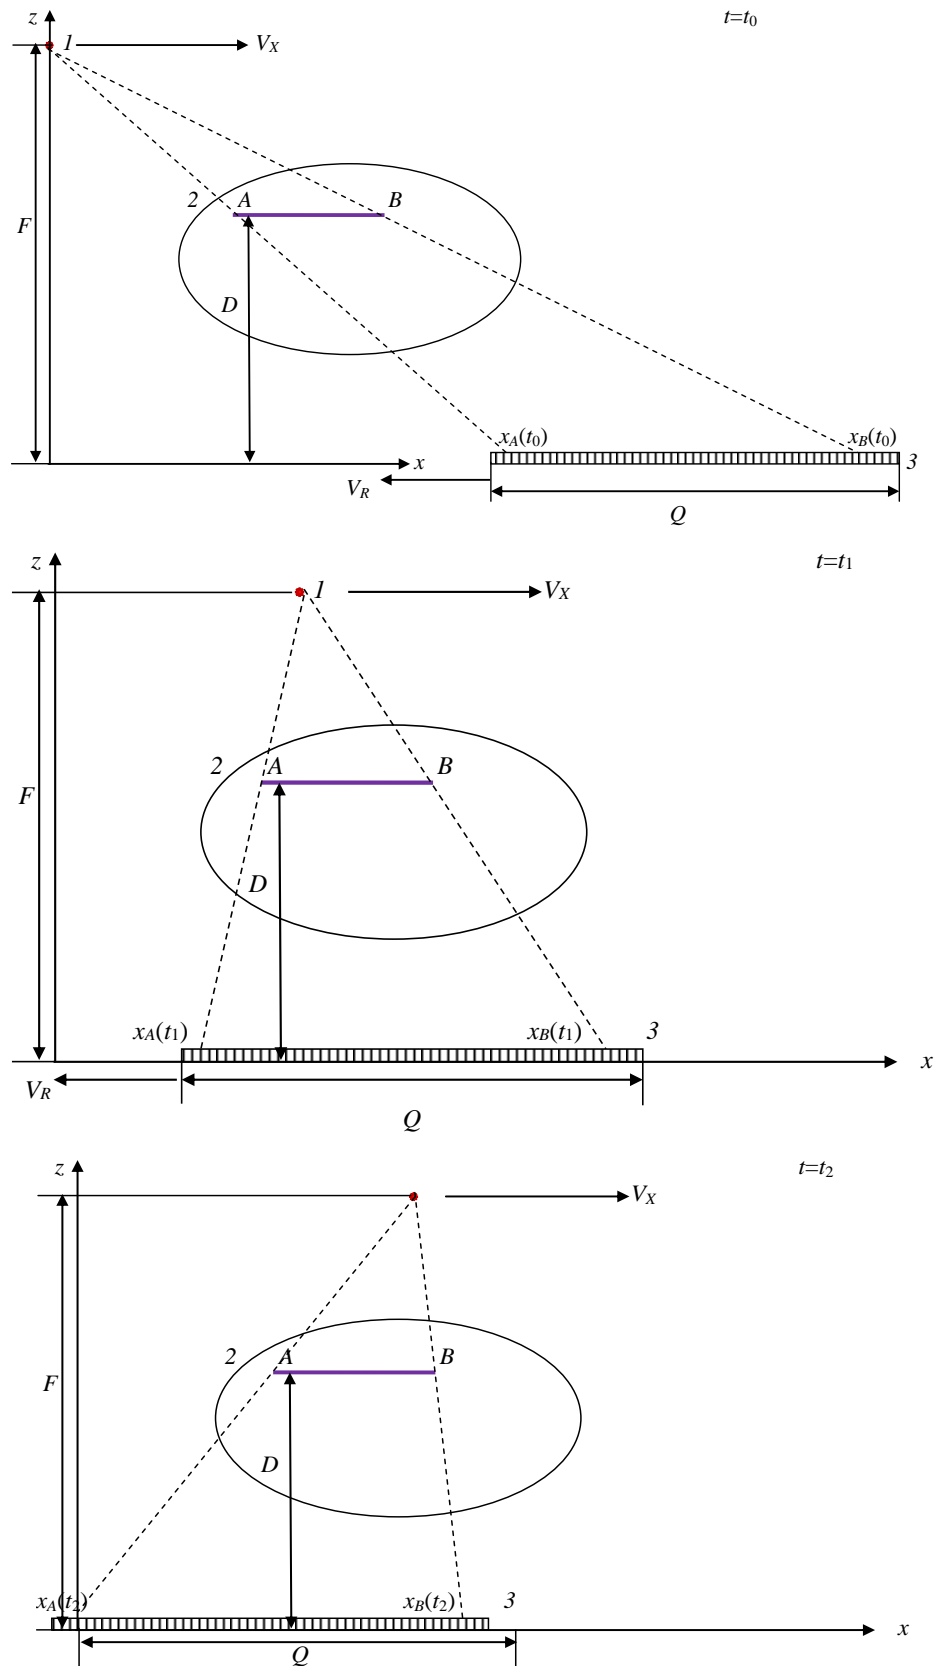 z
t=t0
1
VX
2
A
B
F
D
xA(t0)
xB(t0)
x
3
VR
Q
z
t=t1
1
VX
2
A
B
F
D
xA(t1)
xB(t1)
3
x
VR
Q
z
t=t2
VX
2
A
B
F
D
xA(t2)
xB(t2)
3
x
Q